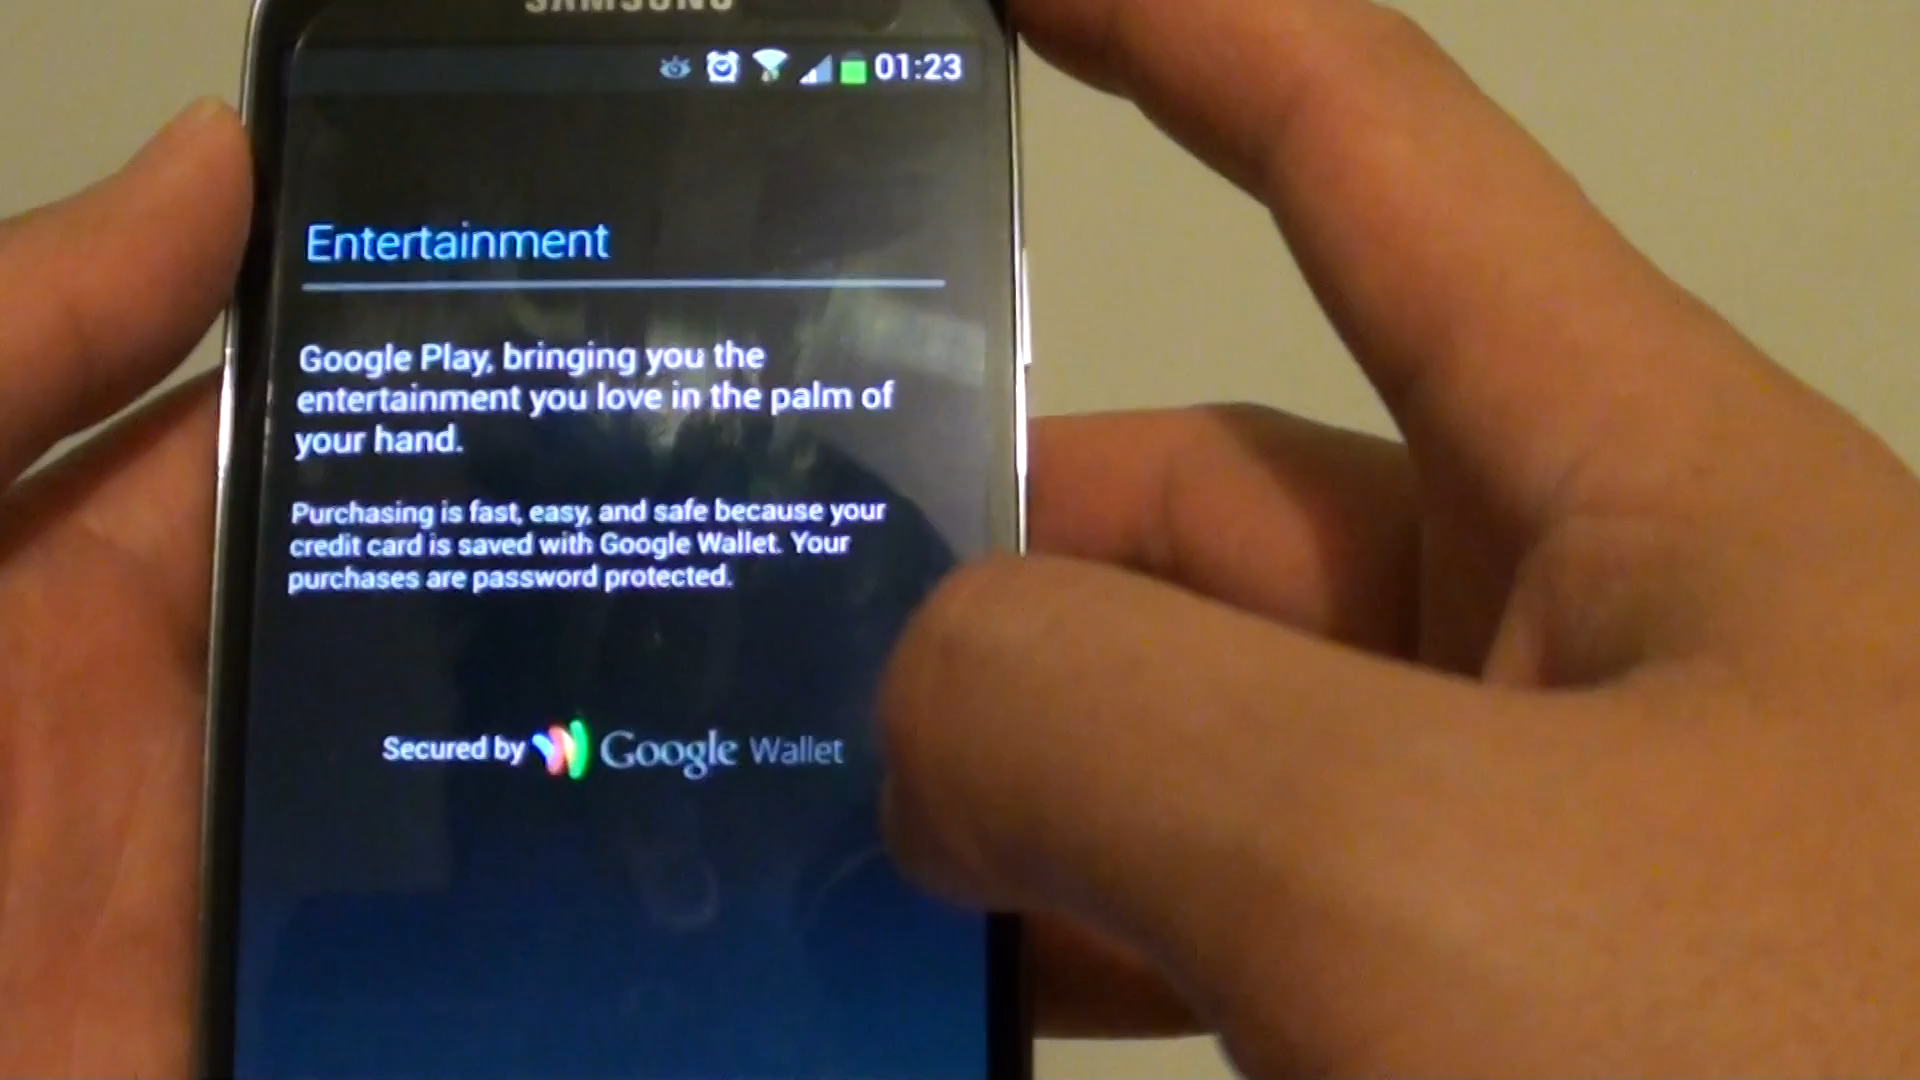 SAMSUNG
01:23
Entertainment
Google Play, bringing you the
entertainment you love in the palm of
your hand.
Purchasing is fast, easy, and safe because your
credit card is saved with Google Wallet. Your
purchases are password protected.
Secured by Google Wallet